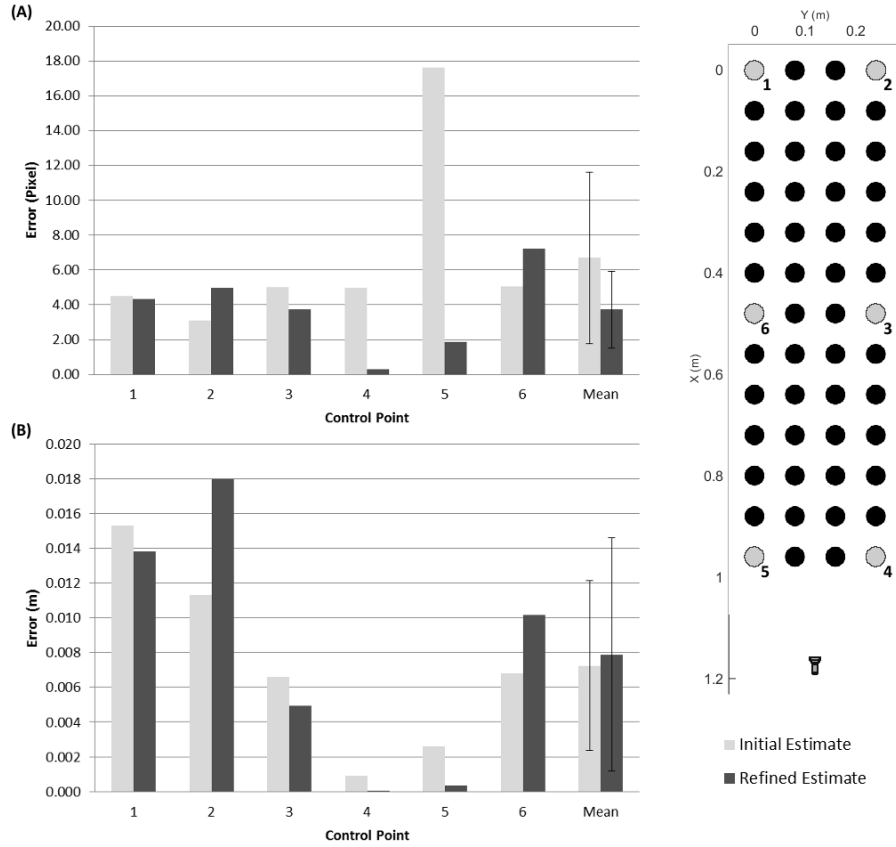 (A)
20.00
18.00
16.00
14.00
12.00
10.00
8.00
6.00
4.00
2.00
0.00
Error (Pixel)
1 2 3 4 5 6 Mean
Control Point
(B)
0.020
0.018
0.016
0.014
0.012
0.010
0.008
0.006
0.004
0.002
0.000
Error (m)
1 2 3 4 5 6 Mean
Control Point
Y (m)
0 0.1 0.2
0
0.2
0.4
0.6
0.8
1
1.2
X (m)
1 2
6 3
5 4
Initial Estimate
Refined Estimate